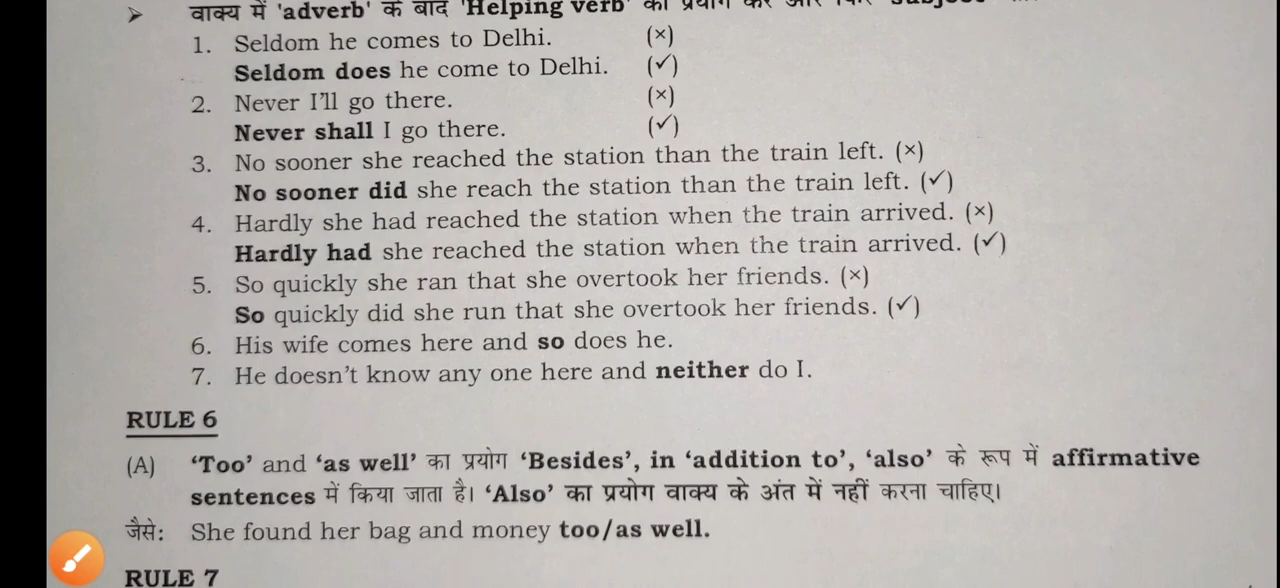 ➤ वाक्य में 'adverb' के बाद 'Helping verb' का प्रयोग करें और फिर subject
1. Seldom he comes to Delhi. (×)
Seldom does he come to Delhi. (✓)
2. Never I'll go there. (×)
Never shall I go there. (✓)
3. No sooner she reached the station than the train left. (×)
No sooner did she reach the station than the train left. (✓)
4. Hardly she had reached the station when the train arrived. (×)
Hardly had she reached the station when the train arrived. (✓)
5. So quickly she ran that she overtook her friends. (×)
So quickly did she run that she overtook her friends. (✓)
6. His wife comes here and so does he.
7. He doesn't know any one here and neither do I.
RULE 6
(A) 'Too' and 'as well' का प्रयोग 'Besides', in 'addition to', 'also' के रूप में affirmative
sentences में किया जाता है। 'Also' का प्रयोग वाक्य के अंत में नहीं करना चाहिए।
जैसे: She found her bag and money too/as well.
RULE 7